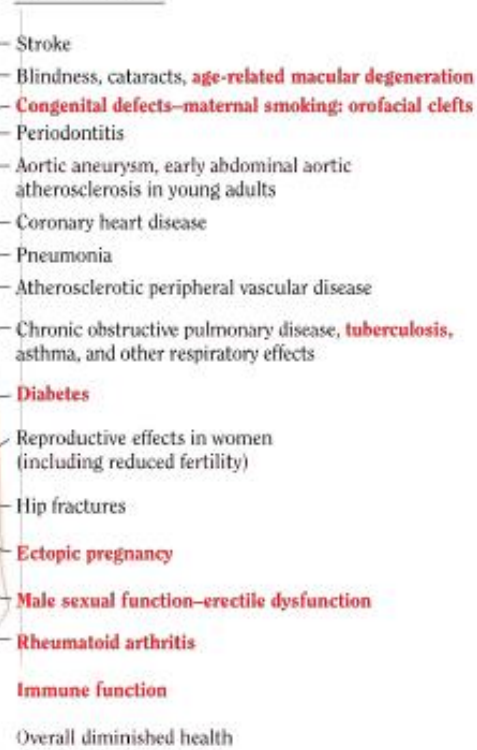 Stroke
Blindness, cataracts, age-related macular degeneration
Congenital defects–maternal smoking: orofacial clefts
Periodontitis
Aortic aneurysm, early abdominal aortic
atherosclerosis in young adults
Coronary heart disease
Pneumonia
Atherosclerotic peripheral vascular disease
Chronic obstructive pulmonary disease, tuberculosis,
asthma, and other respiratory effects
Diabetes
Reproductive effects in women
(including reduced fertility)
Hip fractures
Ectopic pregnancy
Male sexual function–erectile dysfunction
Rheumatoid arthritis
Immune function
Overall diminished health